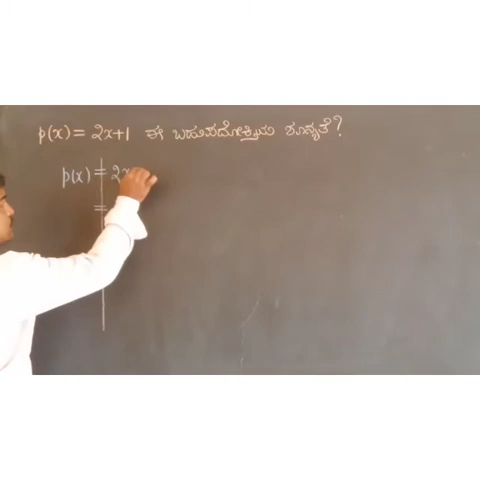 p(x) = 2x+1 ಈ ಬಹುಪದೋಕ್ತಿಯ ಶೂನ್ಯತೆ?
p(x) = 2x
=